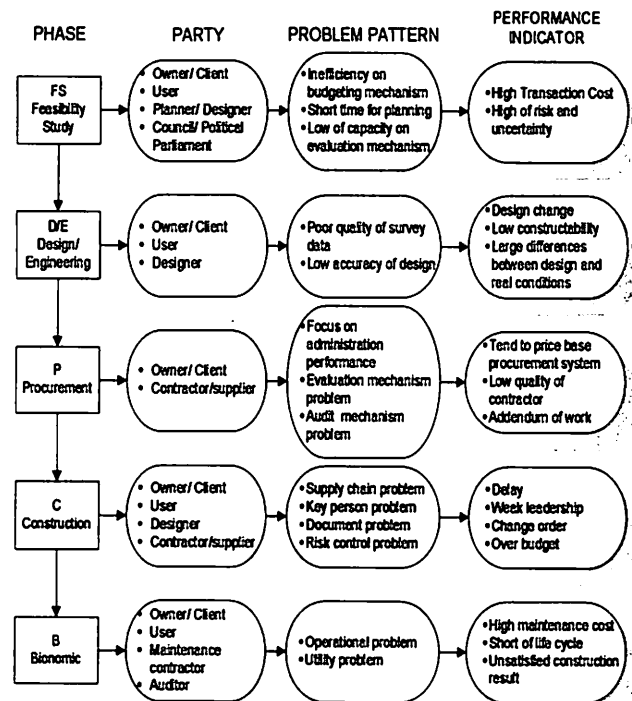 PHASE
PARTY
PROBLEM PATTERN
PERFORMANCE
INDICATOR
FS
Feasibility
Study
• Owner/ Client
• User
• Planner/ Designer
• Council/ Political
Parliament
• Inefficiency on
budgeting mechanism
• Short time for planning
• Low of capacity on
evaluation mechanism
• High Transaction Cost
• High of risk and
uncertainty
D/E
Design/
Engineering
• Owner/ Client
• User
• Designer
• Poor quality of survey
data
• Low accuracy of design
• Design change
• Low constructability
• Large differences
between design and
real conditions
P
Procurement
• Owner/ Client
• Contractor/supplier
• Focus on
administration
performance
• Evaluation mechanism
problem
• Audit mechanism
problem
• Tend to price base
procurement system
• Low quality of
contractor
• Addendum of work
C
Construction
• Owner/ Client
• User
• Designer
• Contractor/supplier
• Supply chain problem
• Key person problem
• Document problem
• Risk control problem
• Delay
• Week leadership
• Change order
• Over budget
B
Bionomic
• Owner/ Client
• User
• Maintenance
contractor
• Auditor
• Operational problem
• Utility problem
• High maintenance cost
• Short of life cycle
• Unsatisfied construction
result